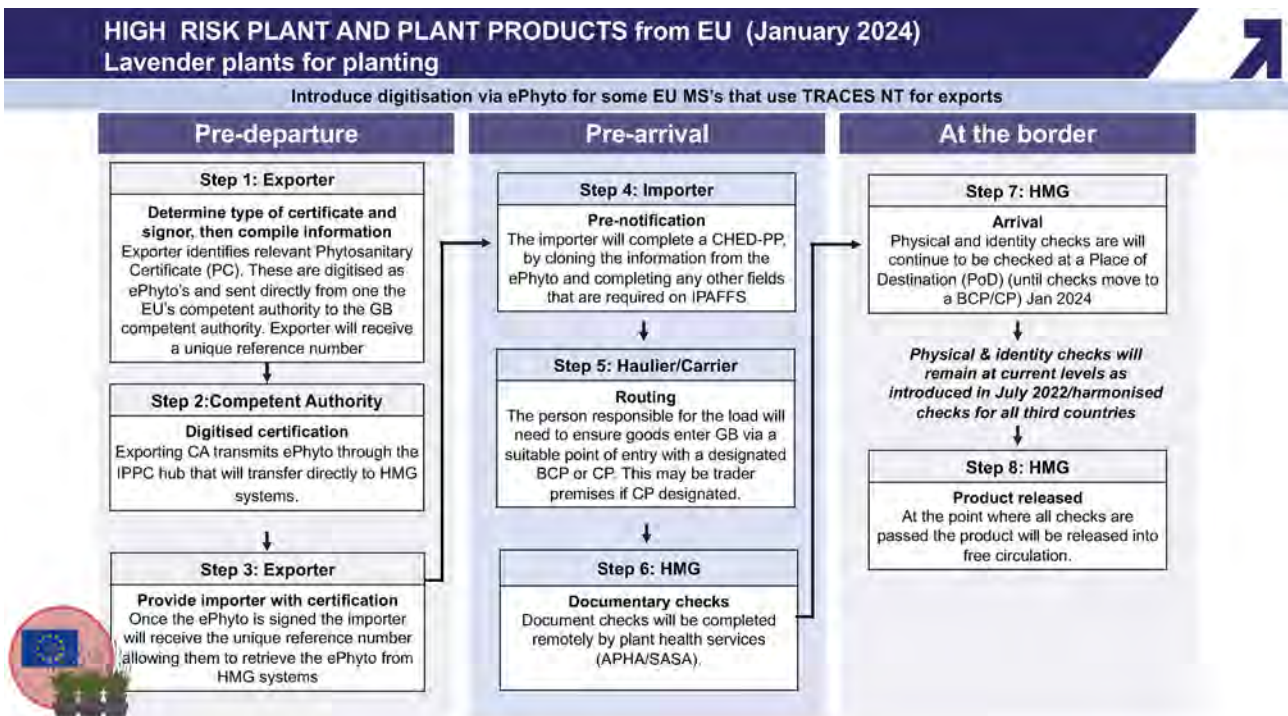 HIGH RISK PLANT AND PLANT PRODUCTS from EU (January 2024)
Lavender plants for planting
Introduce digitisation via ePhyto for some EU MS's that use TRACES NT for exports
Pre-departure
Step 1: Exporter
Determine type of certificate and
signor, then compile information
Exporter identifies relevant Phytosanitary
Certificate (PC). These are digitised as
ePhyto's and sent directly from one the
EU's competent authority to the GB
competent authority. Exporter will receive
a unique reference number
Step 2:Competent Authority
Digitised certification
Exporting CA transmits ePhyto through the
IPPC hub that will transfer directly to HMG
systems.
Step 3: Exporter
Provide importer with certification
Once the ePhyto is signed the importer
will receive the unique reference number
allowing them to retrieve the ePhyto from
HMG systems
Pre-arrival
Step 4: Importer
Pre-notification
The importer will complete a CHED-PP,
by cloning the information from the
ePhyto and completing any other fields
that are required on IPAFFS
Step 5: Haulier/Carrier
Routing
The person responsible for the load will
need to ensure goods enter GB via a
suitable point of entry with a designated
BCP or CP. This may be trader
premises if CP designated.
Step 6: HMG
Documentary checks
Document checks will be completed
remotely by plant health services
(APHA/SASA).
At the border
Step 7: HMG
Arrival
Physical and identity checks are will
continue to be checked at a Place of
Destination (PoD) (until checks move to
a BCP/CP) Jan 2024
Physical & identity checks will
remain at current levels as
introduced in July 2022/harmonised
checks for all third countries
Step 8: HMG
Product released
At the point where all checks are
passed the product will be released into
free circulation.